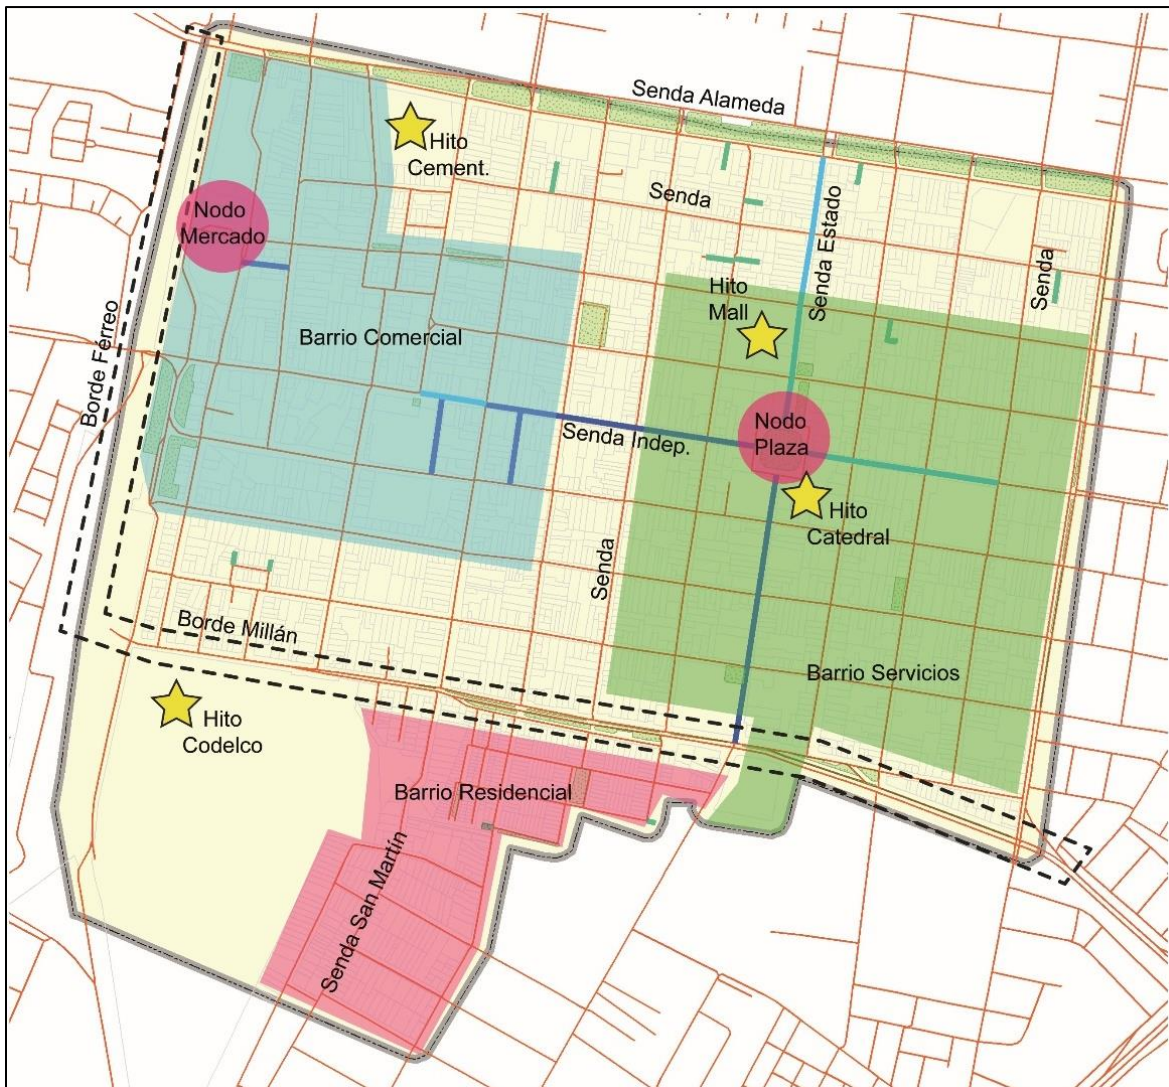 Senda Alameda
Hito
Cement.
Senda
Nodo
Mercado
Senda Estado
Senda
Hito
Mall
Borde Férreo
Barrio Comercial
Nodo
Plaza
Senda Indep.
Hito
Catedral
Senda
Borde Millán
Barrio Servicios
Hito
Codelco
Barrio Residencial
Senda San Martín